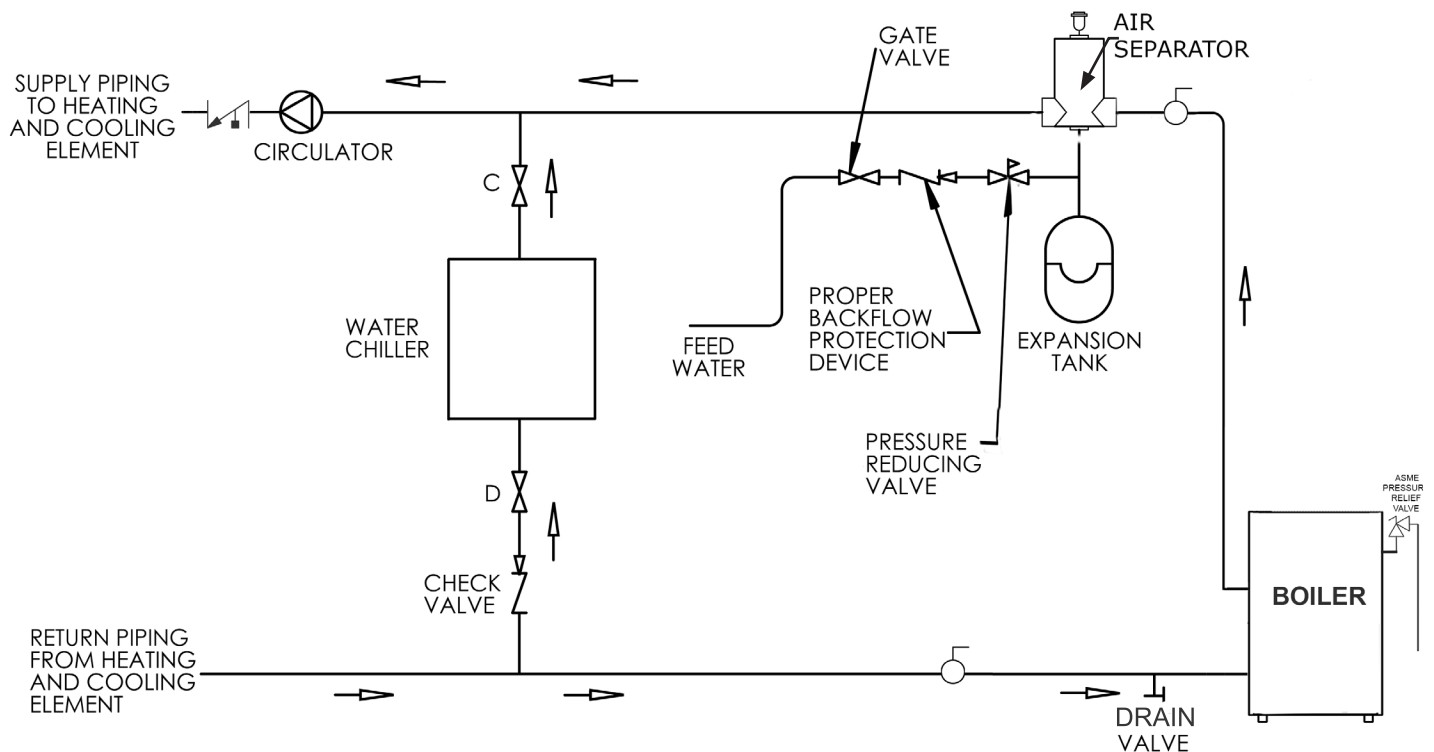 AIR
SEPARATOR
GATE
VALVE
SUPPLY PIPING
TO HEATING
AND COOLING
ELEMENT
CIRCULATOR
C
WATER
CHILLER
FEED
WATER
PROPER
BACKFLOW
PROTECTION
DEVICE
EXPANSION
TANK
PRESSURE
REDUCING
VALVE
D
ASME
PRESSUR
RELIEF
VALVE
CHECK
VALVE
BOILER
RETURN PIPING
FROM HEATING
AND COOLING
ELEMENT
DRAIN
VALVE